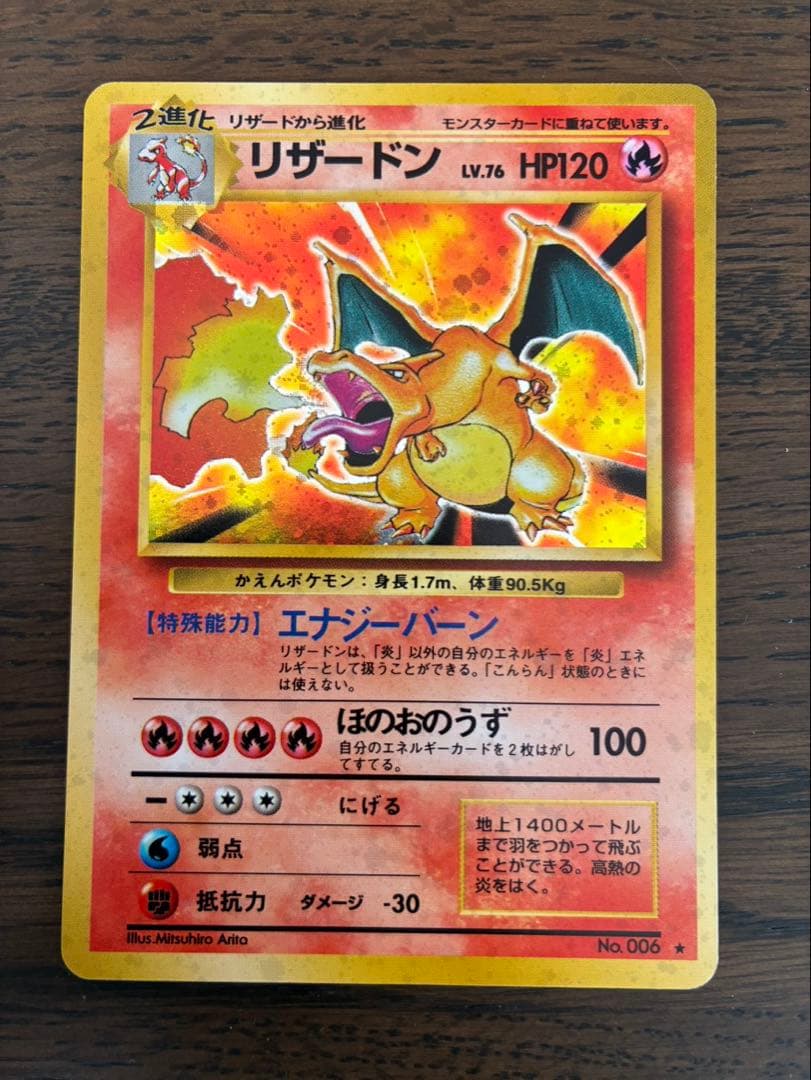 2進化 リザードから進化 モンスターカードに重ねて使います。
リザードン LV.76 HP120
かえんポケモン：身長1.7m、体重90.5Kg
【特殊能力】エナジーバーン
リザードンは、「炎」以外の自分のエネルギーを「炎」エネ
ルギーとして扱うことができる。「こんらん」状態のときに
は使えない。
ほのおのうず 100
自分のエネルギーカードを2枚はがし
てすてる。
にげる
弱点
抵抗力 ダメージ -30
地上1400メートル
まで羽をつかって飛ぶ
ことができる。高熱の
炎をはく。
Illus.Mitsuhiro Arita
No. 006 ★